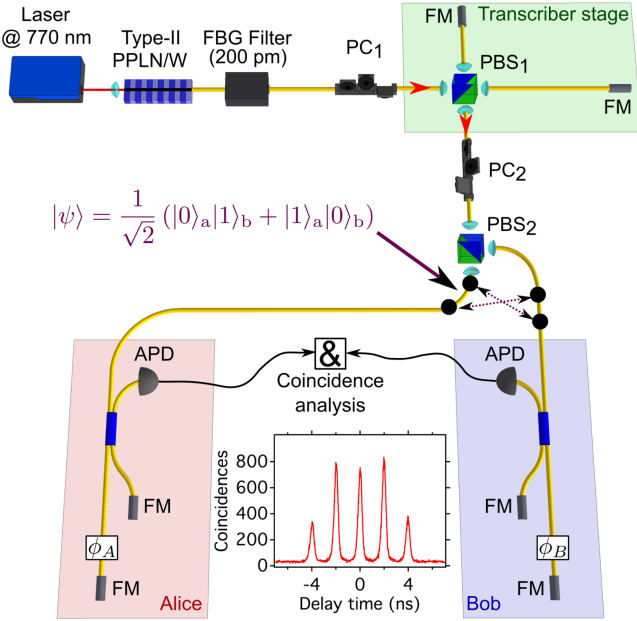 Laser
@ 770 nm
Type-II
PPLN/W
FBG Filter
(200 pm)
PC1
FM
Transcriber stage
PBS1
FM
PC2
|ψ⟩ = 1/√2 (|0⟩a|1⟩b + |1⟩a|0⟩b)
PBS2
APD
&
Coincidence
analysis
APD
FM
ϕA
FM
Alice
Coincidences
800
600
400
200
0
-4
0
4
Delay time (ns)
FM
ϕB
FM
Bob